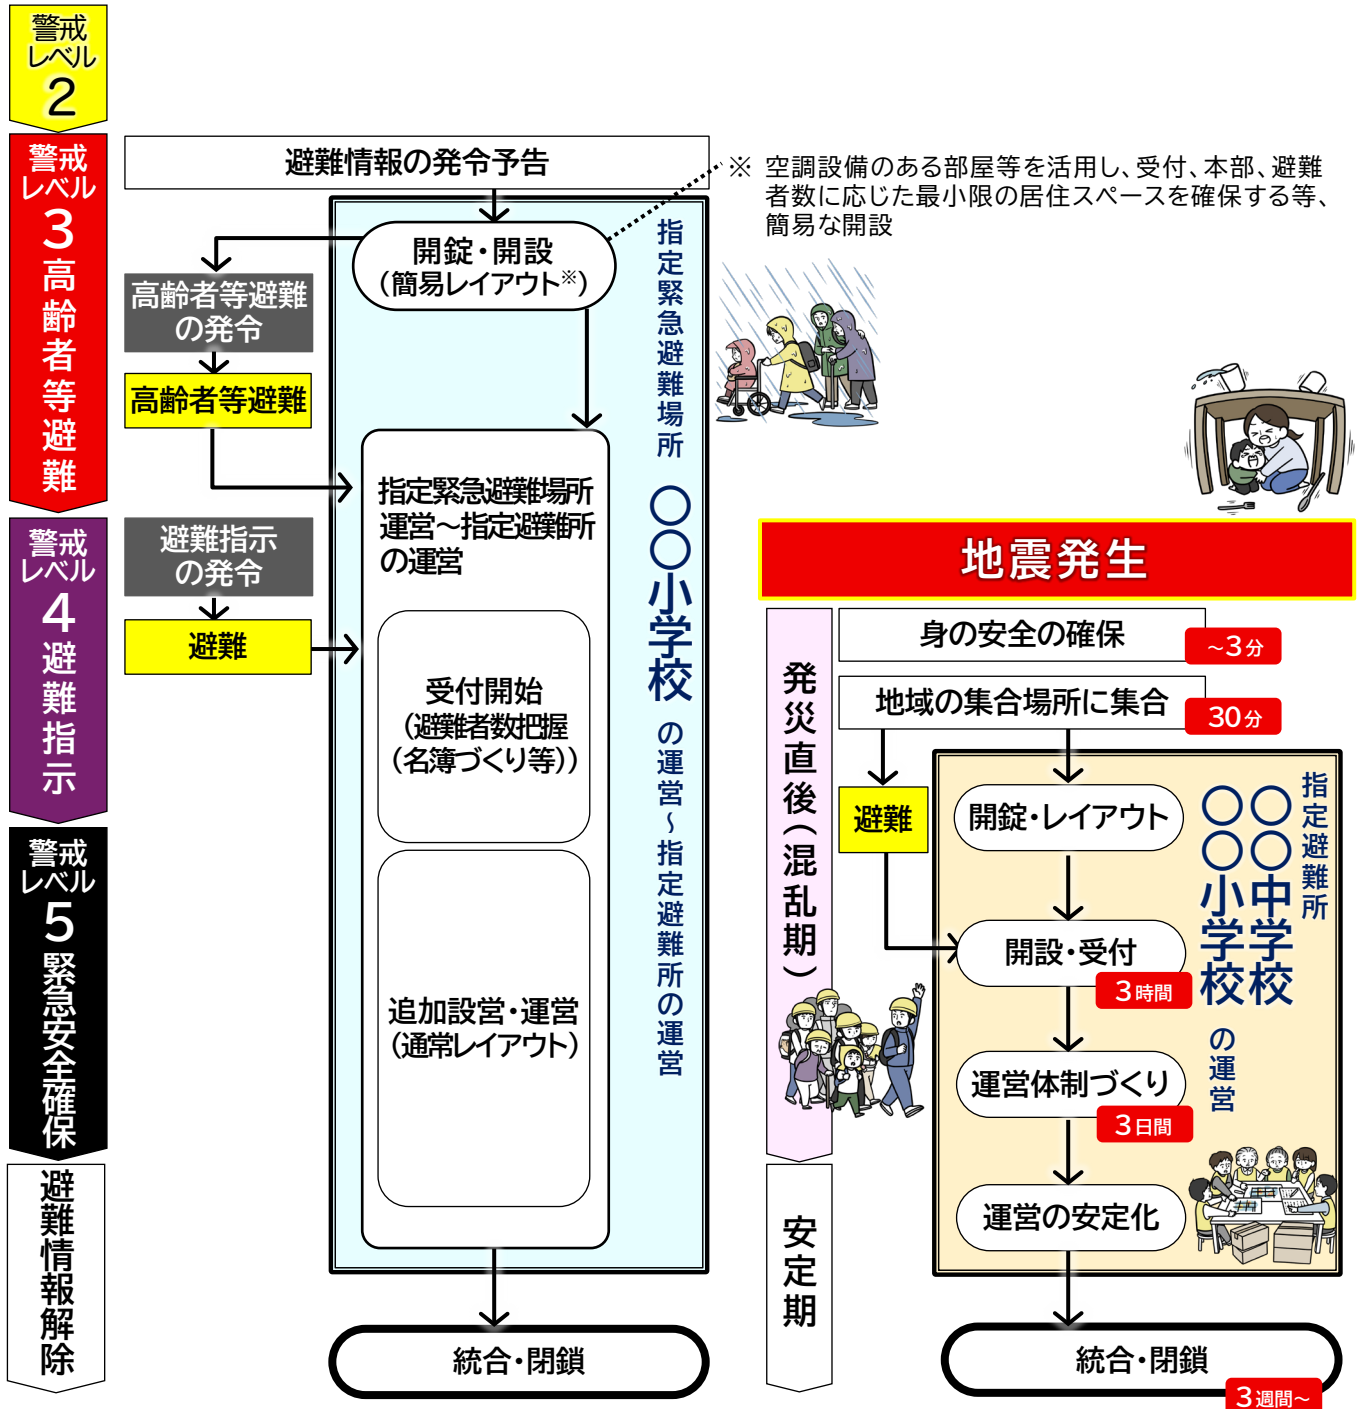 警戒
レベル
2
警戒
レベル
3
高齢者等避難
警戒
レベル
4
避難指示
警戒
レベル
5
緊急安全確保
避難情報解除
避難情報の発令予告
※ 空調設備のある部屋等を活用し、受付、本部、避難
者数に応じた最小限の居住スペースを確保する等、
簡易な開設
開錠・開設
(簡易レイアウト※)
高齢者等避難
の発令
高齢者等避難
避難指示
の発令
避難
指定緊急避難場所
運営～指定避難所
の運営
受付開始
(避難者数把握
(名簿づくり等))
追加設営・運営
(通常レイアウト)
指定緊急避難場所 〇〇小学校 の運営～指定避難所の運営
統合・閉鎖
地震発生
発災直後(混乱期)
安定期
身の安全の確保
～3分
地域の集合場所に集合
30分
避難
開錠・レイアウト
開設・受付
3時間
運営体制づくり
3日間
運営の安定化
指定避難所
〇〇中学校
〇〇小学校
の運営
統合・閉鎖
3週間～